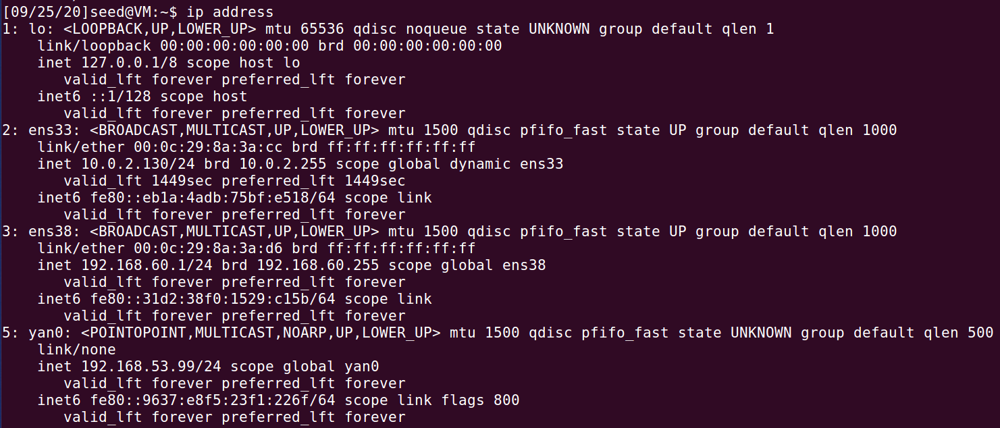 [09/25/20]seed@VM:~$ ip address
1: lo: <LOOPBACK,UP,LOWER_UP> mtu 65536 qdisc noqueue state UNKNOWN group default qlen 1
    link/loopback 00:00:00:00:00:00 brd 00:00:00:00:00:00
    inet 127.0.0.1/8 scope host lo
       valid_lft forever preferred_lft forever
    inet6 ::1/128 scope host
       valid_lft forever preferred_lft forever
2: ens33: <BROADCAST,MULTICAST,UP,LOWER_UP> mtu 1500 qdisc pfifo_fast state UP group default qlen 1000
    link/ether 00:0c:29:8a:3a:cc brd ff:ff:ff:ff:ff:ff
    inet 10.0.2.130/24 brd 10.0.2.255 scope global dynamic ens33
       valid_lft 1449sec preferred_lft 1449sec
    inet6 fe80::eb1a:4adb:75bf:e518/64 scope link
       valid_lft forever preferred_lft forever
3: ens38: <BROADCAST,MULTICAST,UP,LOWER_UP> mtu 1500 qdisc pfifo_fast state UP group default qlen 1000
    link/ether 00:0c:29:8a:3a:d6 brd ff:ff:ff:ff:ff:ff
    inet 192.168.60.1/24 brd 192.168.60.255 scope global ens38
       valid_lft forever preferred_lft forever
    inet6 fe80::31d2:38f0:1529:c15b/64 scope link
       valid_lft forever preferred_lft forever
5: yan0: <POINTOPOINT,MULTICAST,NOARP,UP,LOWER_UP> mtu 1500 qdisc pfifo_fast state UNKNOWN group default qlen 500
    link/none
    inet 192.168.53.99/24 scope global yan0
       valid_lft forever preferred_lft forever
    inet6 fe80::9637:e8f5:23f1:226f/64 scope link flags 800
       valid_lft forever preferred_lft forever